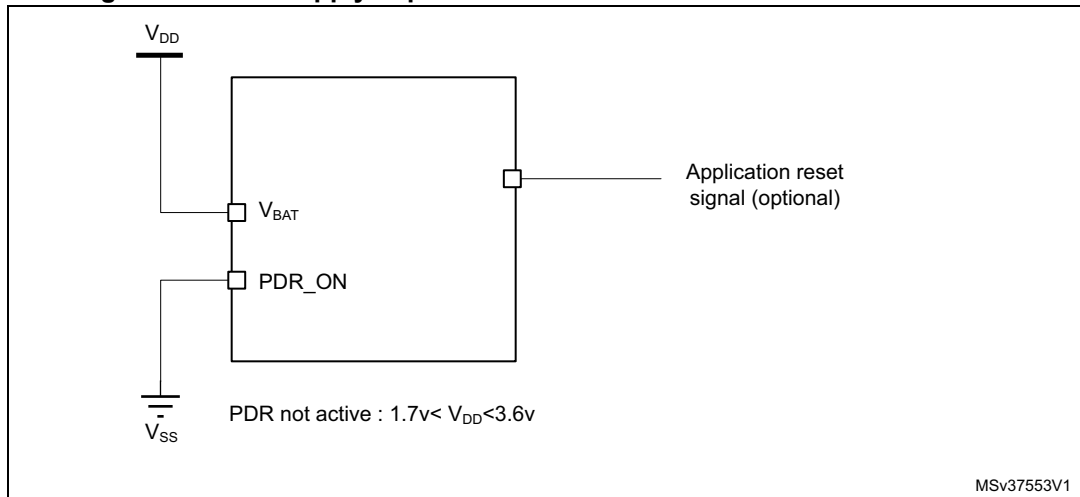 V_DD
Application reset
signal (optional)
V_BAT
PDR_ON
PDR not active : 1.7v< V_DD<3.6v
V_SS
MSv37553V1